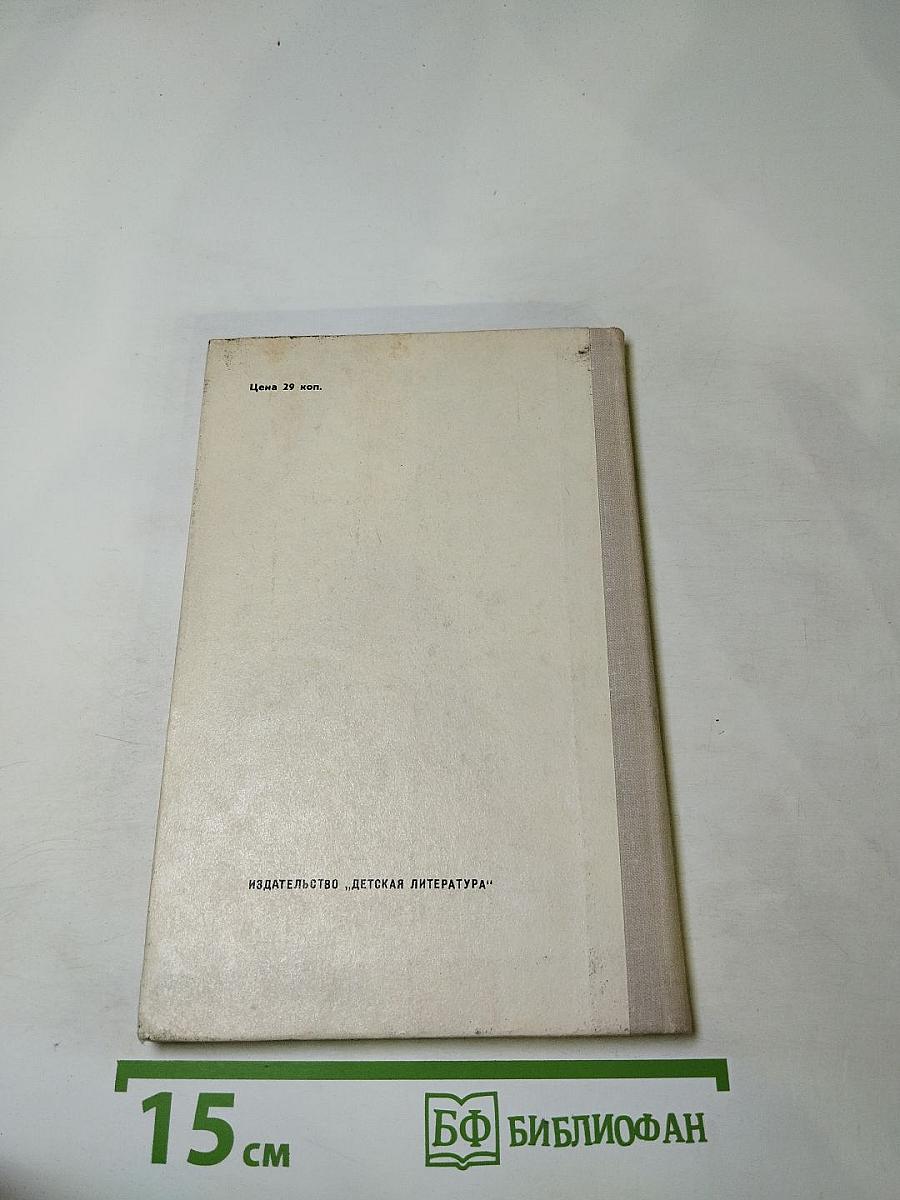 Цена 29 коп.
ИЗДАТЕЛЬСТВО „ДЕТСКАЯ ЛИТЕРАТУРА"
15 см
БФ БИБЛИОФАН